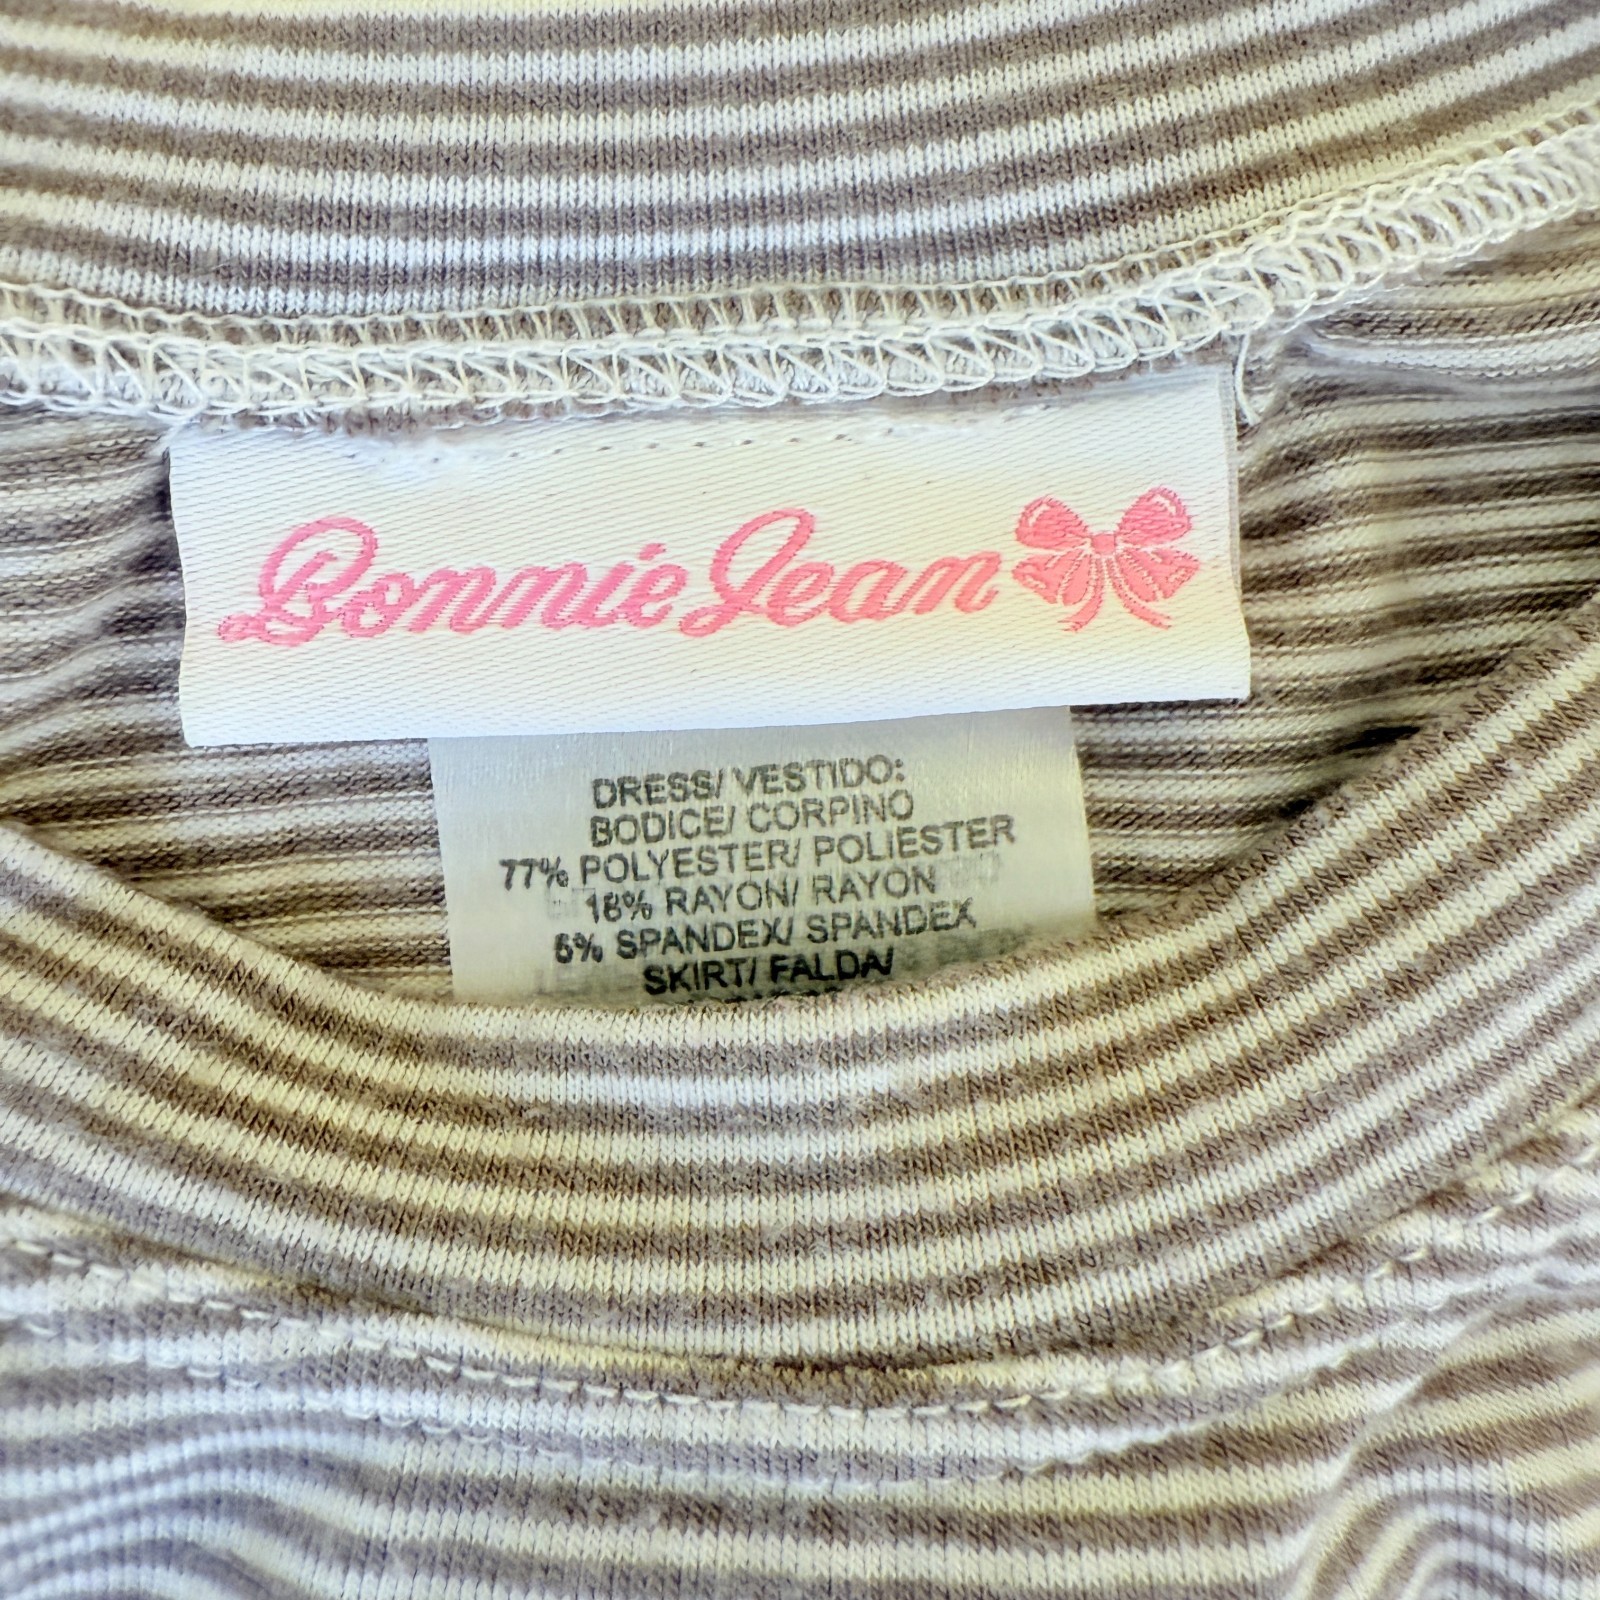 Bonnie Jean
DRESS/ VESTIDO:
BODICE/ CORPINO
77% POLYESTER/ POLIESTER
18% RAYON/ RAYON
5% SPANDEX/ SPANDEX
SKIRT/ FALDA/